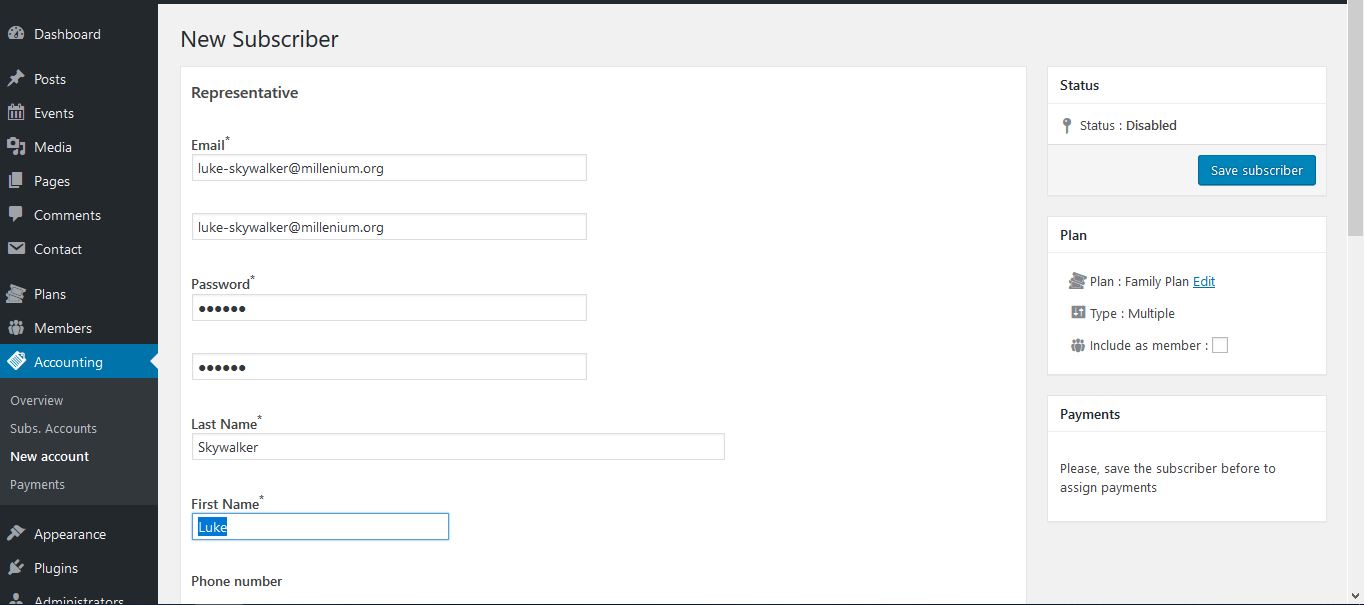 Dashboard
Posts
Events
Media
Pages
Comments
Contact
Plans
Members
Accounting
Overview
Subs. Accounts
New account
Payments
Appearance
Plugins
Administrators
New Subscriber
Representative
Email*
luke-skywalker@millenium.org
luke-skywalker@millenium.org
Password*
●●●●●●
●●●●●●
Last Name*
Skywalker
First Name*
Luke
Phone number
Status
Status : Disabled
Save subscriber
Plan
Plan : Family Plan Edit
Type : Multiple
Include as member :
Payments
Please, save the subscriber before to
assign payments